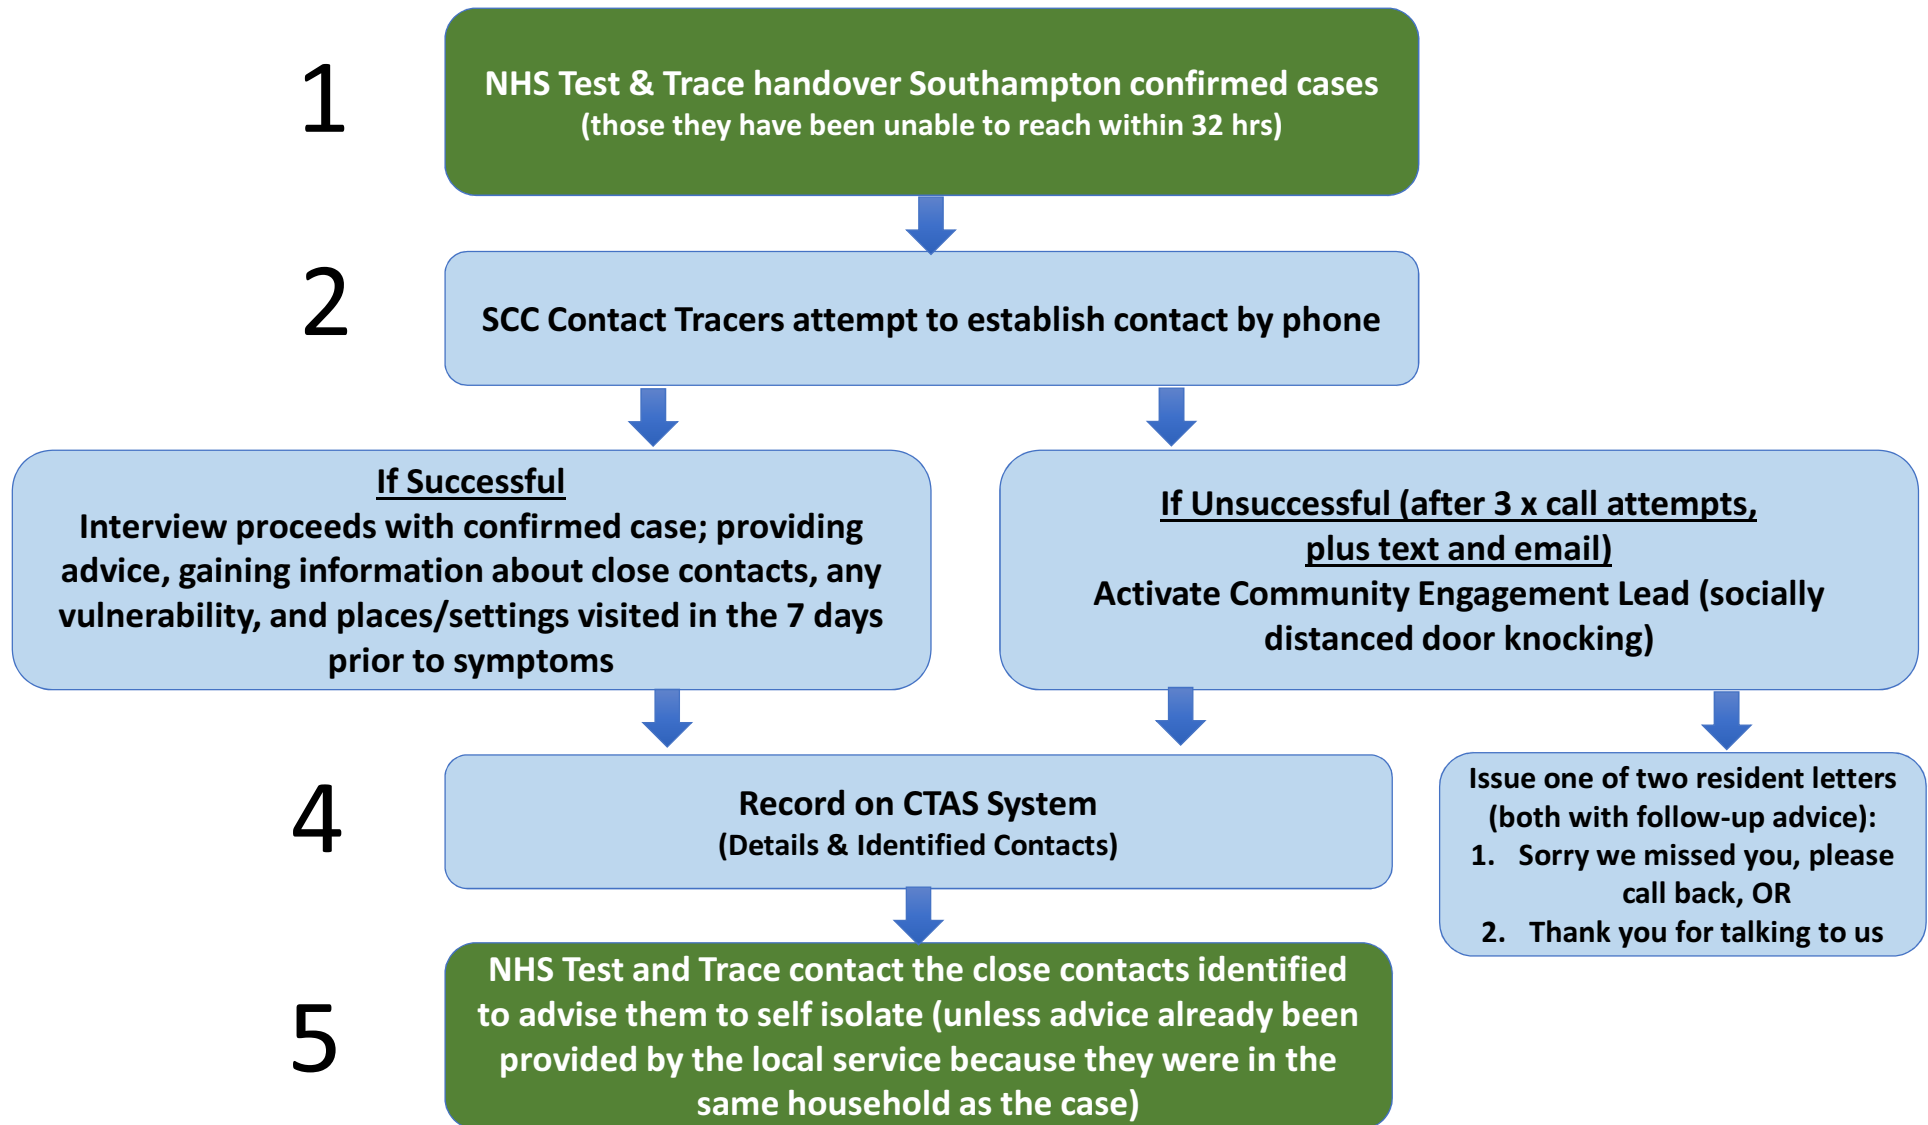 1
NHS Test & Trace handover Southampton confirmed cases
(those they have been unable to reach within 32 hrs)
2
SCC Contact Tracers attempt to establish contact by phone
If Successful
Interview proceeds with confirmed case; providing
advice, gaining information about close contacts, any
vulnerability, and places/settings visited in the 7 days
prior to symptoms
If Unsuccessful (after 3 x call attempts,
plus text and email)
Activate Community Engagement Lead (socially
distanced door knocking)
4
Record on CTAS System
(Details & Identified Contacts)
Issue one of two resident letters
(both with follow-up advice):
1. Sorry we missed you, please
call back, OR
2. Thank you for talking to us
5
NHS Test and Trace contact the close contacts identified
to advise them to self isolate (unless advice already been
provided by the local service because they were in the
same household as the case)